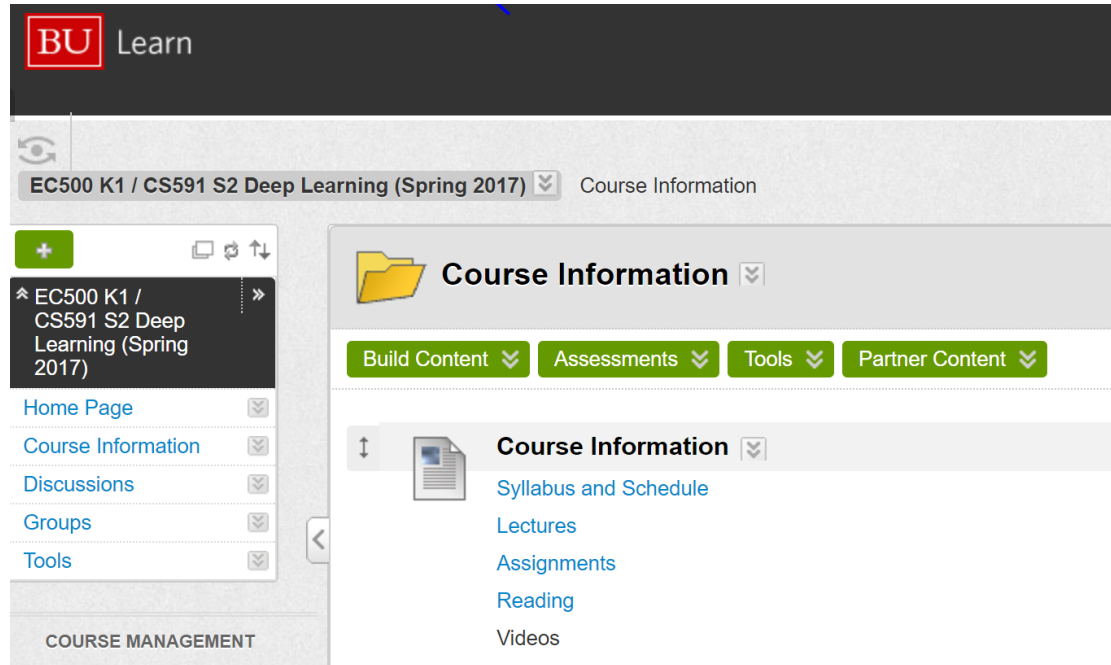 BU Learn
EC500 K1 / CS591 S2 Deep Learning (Spring 2017) Course Information
EC500 K1 /
CS591 S2 Deep
Learning (Spring
2017)
Home Page
Course Information
Discussions
Groups
Tools
COURSE MANAGEMENT
Course Information
Build Content Assessments Tools Partner Content
Course Information
Syllabus and Schedule
Lectures
Assignments
Reading
Videos